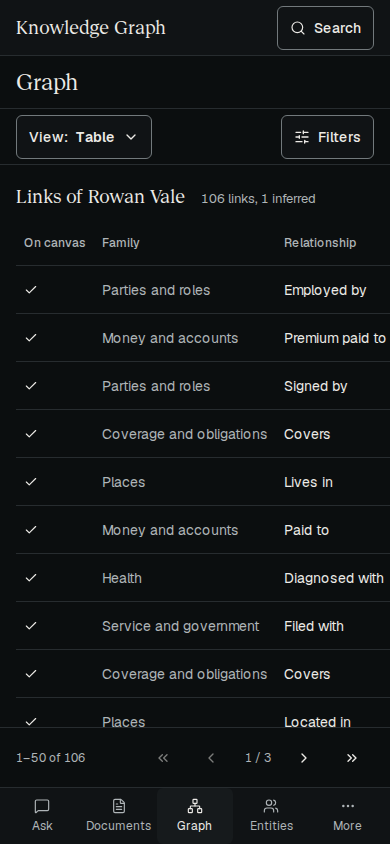 Knowledge Graph
Search
Graph
View: Table
Filters
Links of Rowan Vale 106 links, 1 inferred
On canvas Family Relationship
Parties and roles Employed by
Money and accounts Premium paid to
Parties and roles Signed by
Coverage and obligations Covers
Places Lives in
Money and accounts Paid to
Health Diagnosed with
Service and government Filed with
Coverage and obligations Covers
Places Located in
1–50 of 106 1 / 3
Ask Documents Graph Entities More